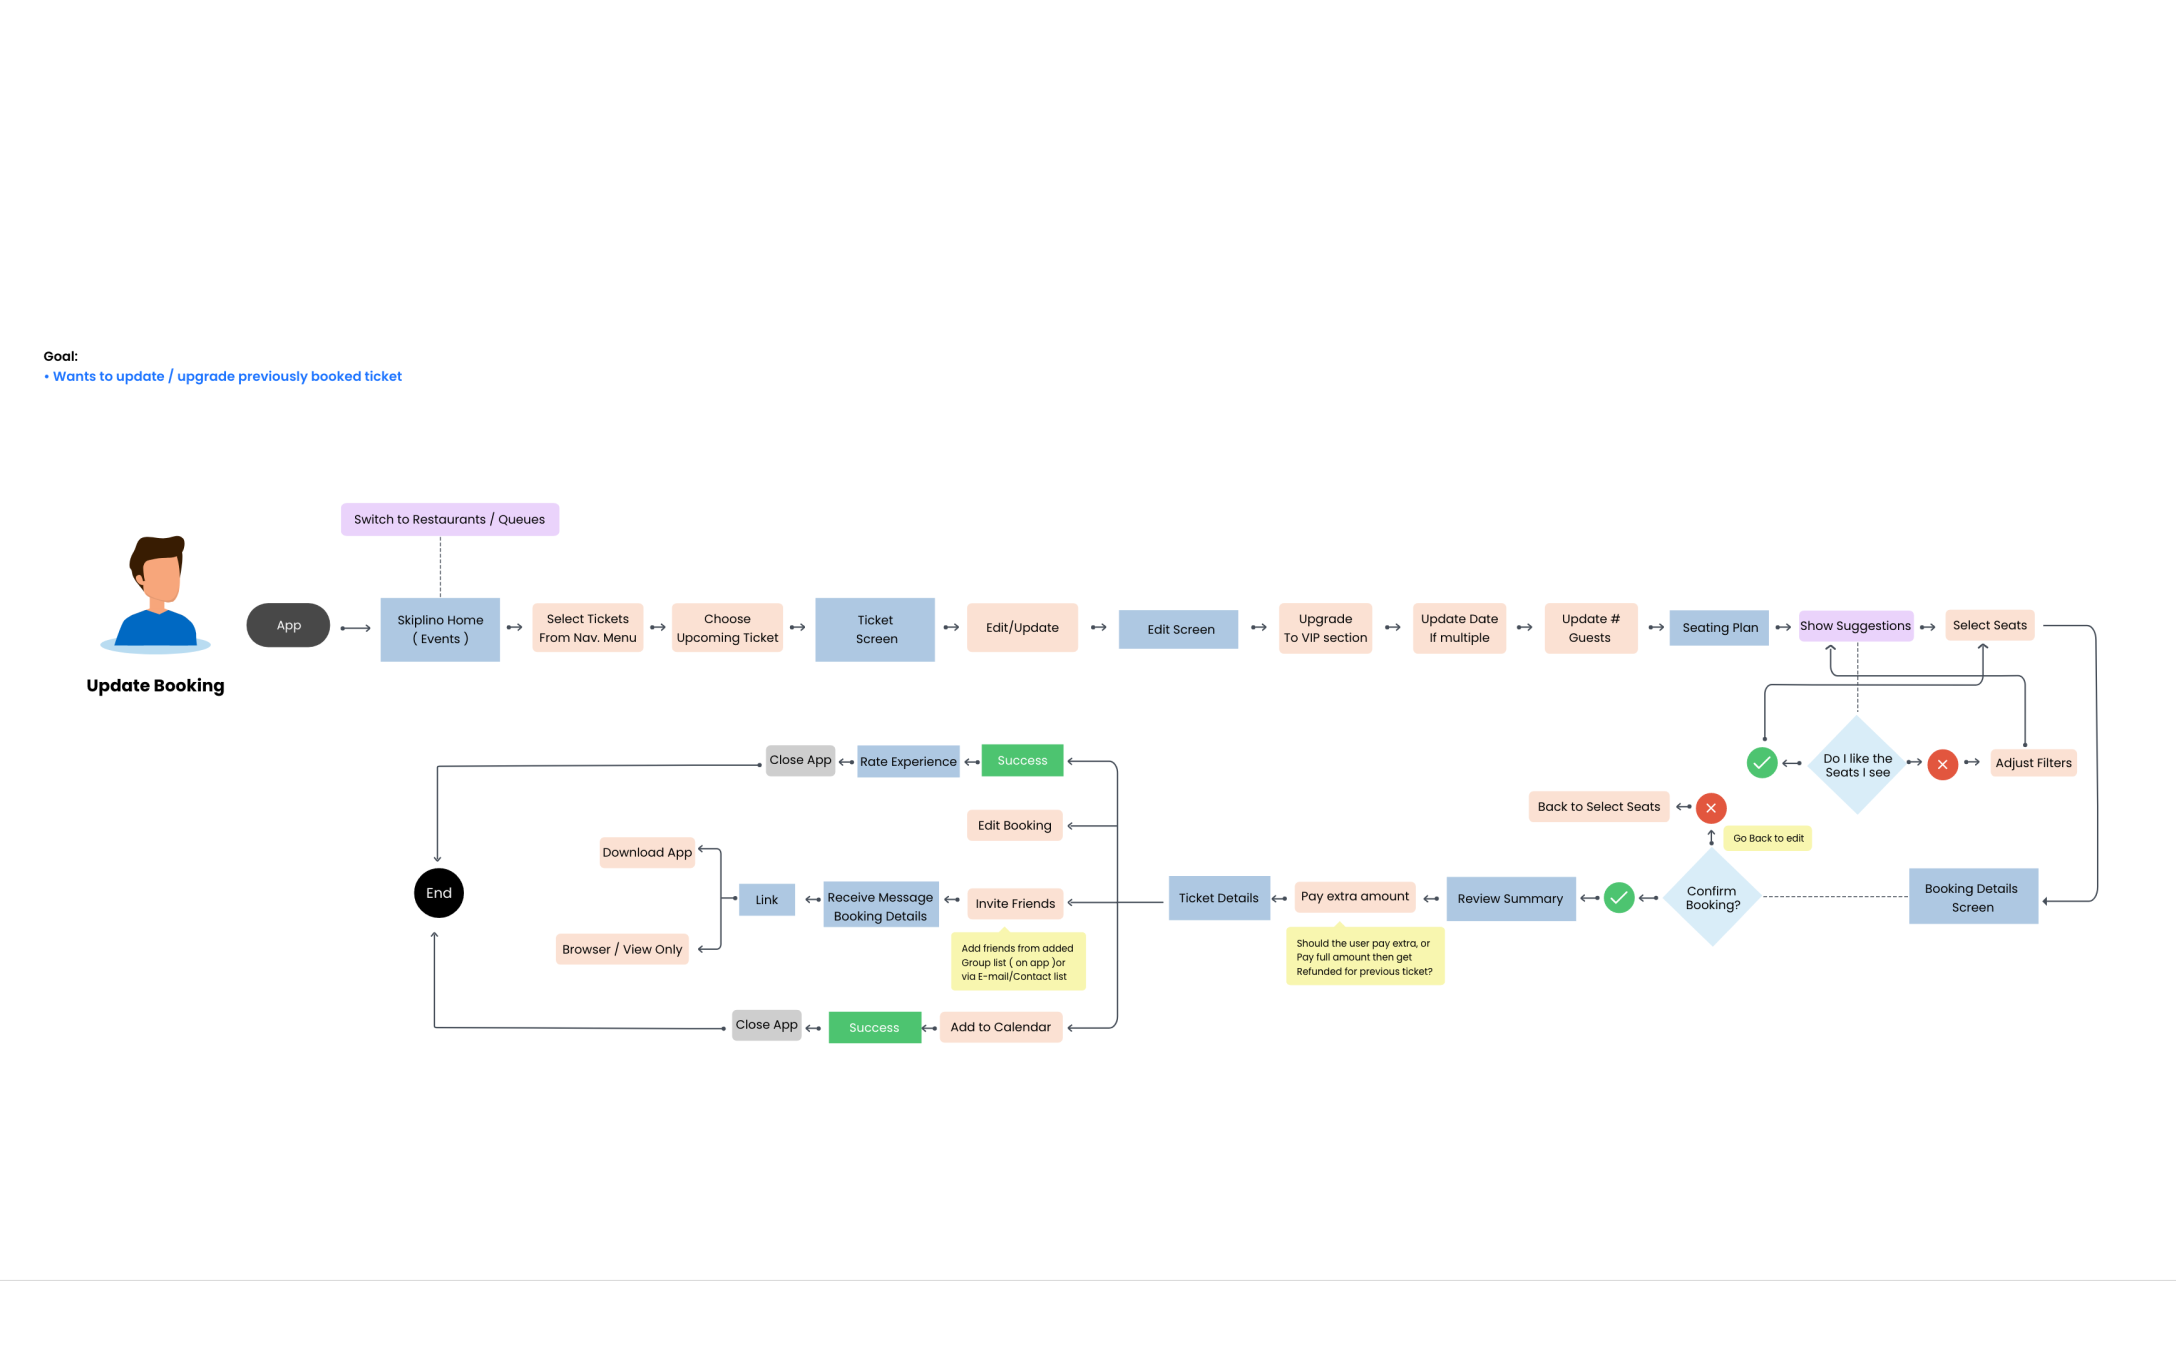 Goal:
• Wants to update / upgrade previously booked ticket
Switch to Restaurants / Queues
Update Booking
App
Skiplino Home
( Events )
Select Tickets
From Nav. Menu
Choose
Upcoming Ticket
Ticket
Screen
Edit/Update
Edit Screen
Upgrade
To VIP section
Update Date
If multiple
Update #
Guests
Seating Plan
Show Suggestions
Select Seats
Do I like the
Seats I see
Adjust Filters
Back to Select Seats
Go Back to edit
Booking Details
Screen
Confirm
Booking?
Review Summary
Pay extra amount
Should the user pay extra, or
Pay full amount then get
Refunded for previous ticket?
Ticket Details
Success
Rate Experience
Close App
Edit Booking
Invite Friends
Add friends from added
Group list ( on app )or
via E-mail/Contact list
Receive Message
Booking Details
Link
Download App
Browser / View Only
Add to Calendar
Success
Close App
End